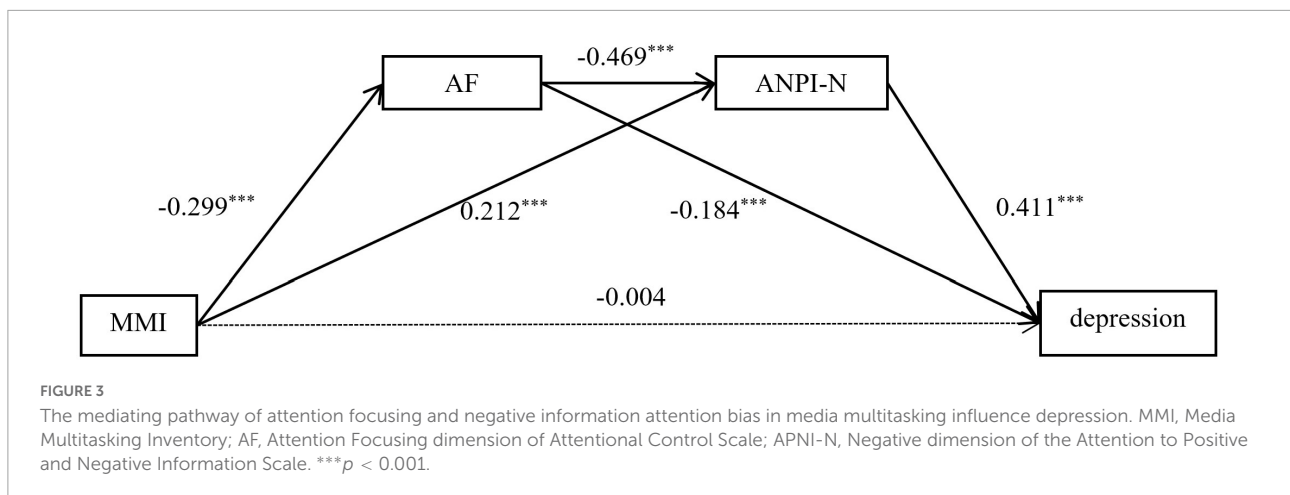 -0.469***
AF
ANPI-N
-0.299***
0.212***
-0.184***
0.411***
-0.004
MMI
depression
FIGURE 3
The mediating pathway of attention focusing and negative information attention bias in media multitasking influence depression. MMI, Media
Multitasking Inventory; AF, Attention Focusing dimension of Attentional Control Scale; APNI-N, Negative dimension of the Attention to Positive
and Negative Information Scale. ***p < 0.001.